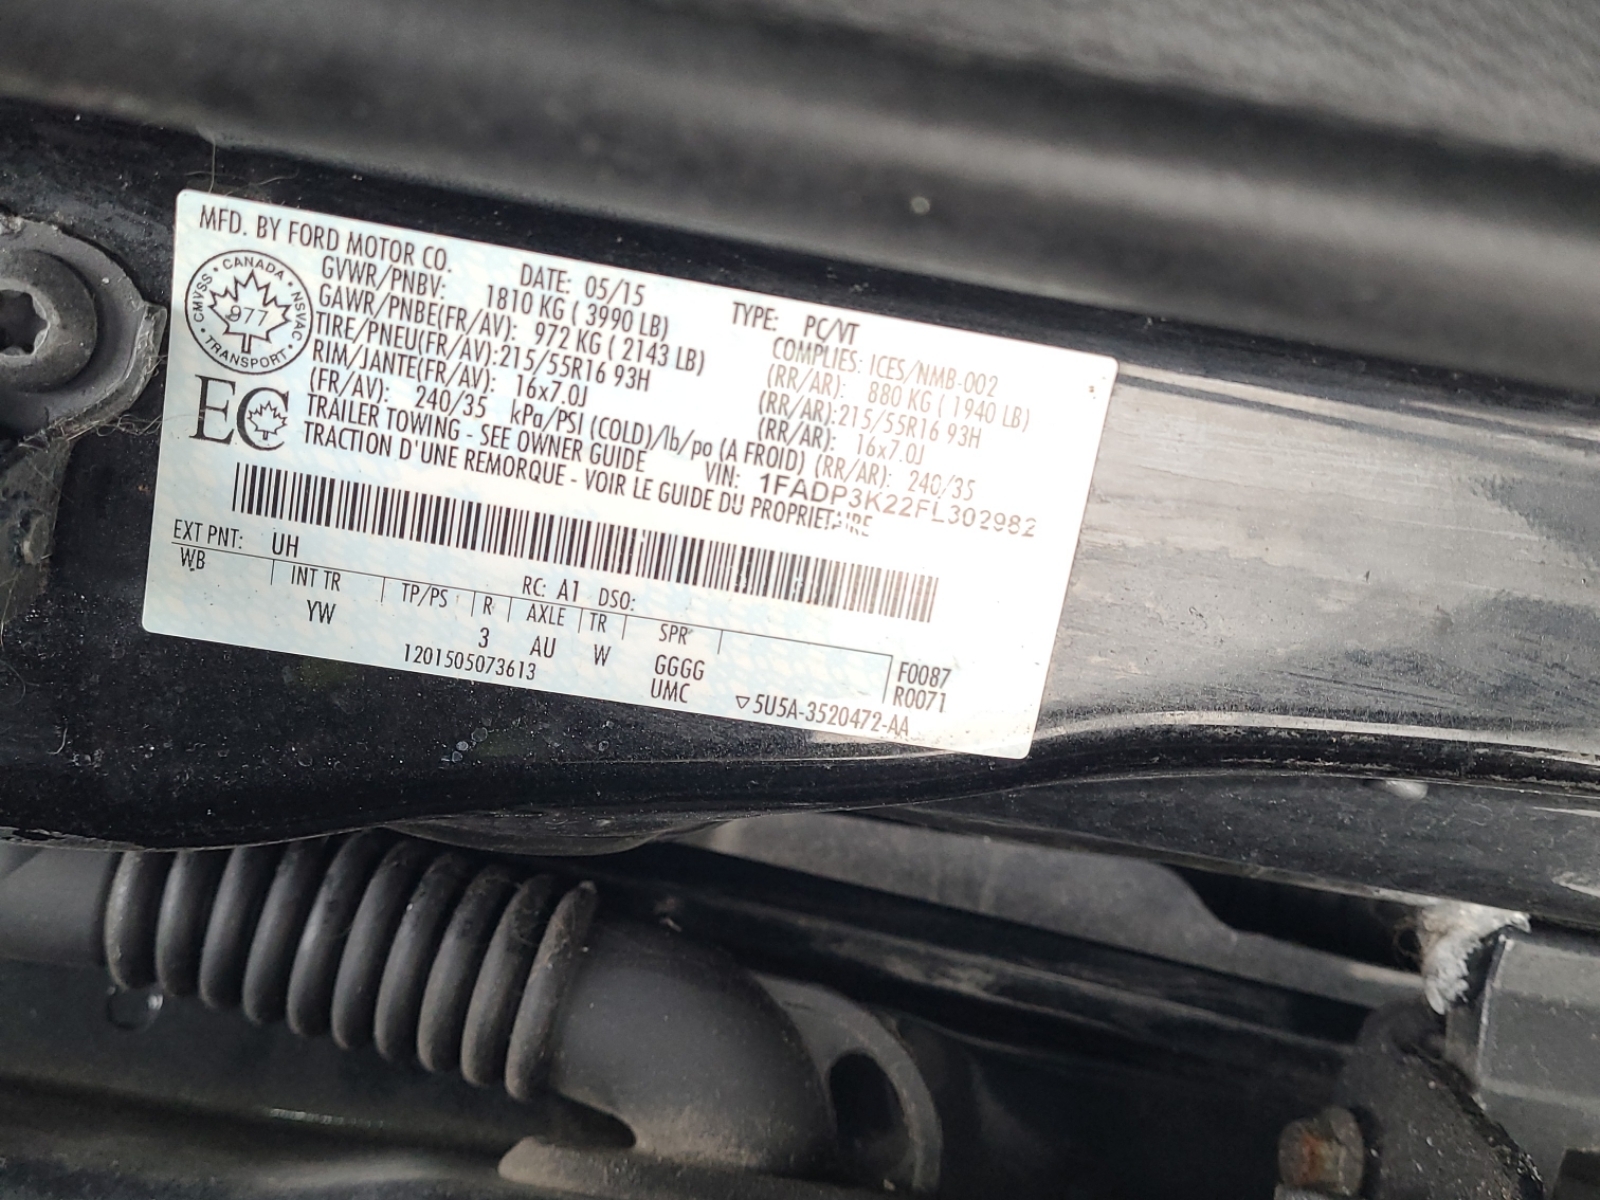 MFD. BY FORD MOTOR CO.
DATE: 05/15 TYPE: PC/VT
GVWR/PNBV: 1810 KG ( 3990 LB) COMPLIES: ICES/NMB-002
GAWR/PNBE(FR/AV): 972 KG ( 2143 LB) (RR/AR): 880 KG ( 1940 LB)
TIRE/PNEU(FR/AV):215/55R16 93H (RR/AR):215/55R16 93H
RIM/JANTE(FR/AV): 16x7.0J (RR/AR): 16x7.0J
(FR/AV): 240/35 kPa/PSI (COLD)/lb/po (A FROID) (RR/AR): 240/35
TRAILER TOWING - SEE OWNER GUIDE VIN: 1FADP3K22FL302982
TRACTION D'UNE REMORQUE - VOIR LE GUIDE DU PROPRIETAIRE
CMVSS • CANADA • NSVAC • TRANSPORT
977
EC
EXT PNT: UH RC: A1 DSO:
WB INT TR TP/PS R AXLE TR SPR
YW 3 AU W GGGG F0087
1201505073613 UMC R0071
▽5U5A-3520472-AA